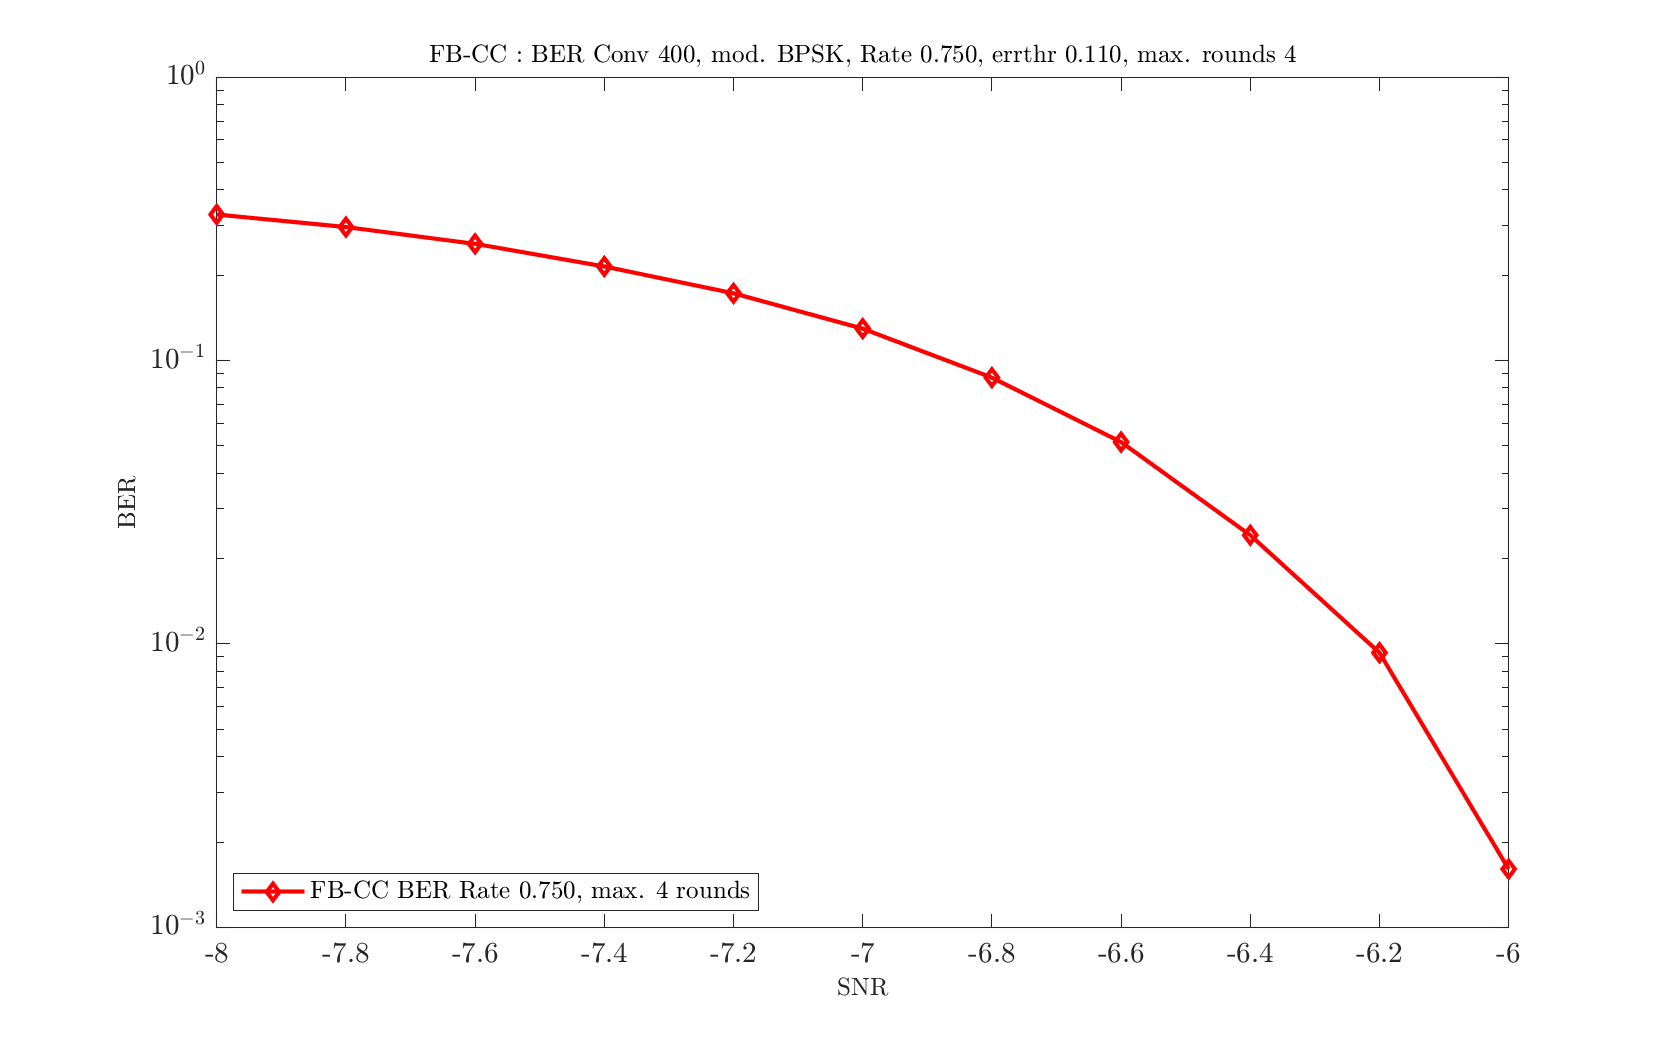 FB-CC : BER Conv 400, mod. BPSK, Rate 0.750, errthr 0.110, max. rounds 4
10^0
10^-1
10^-2
10^-3
BER
FB-CC BER Rate 0.750, max. 4 rounds
-8 -7.8 -7.6 -7.4 -7.2 -7 -6.8 -6.6 -6.4 -6.2 -6
SNR